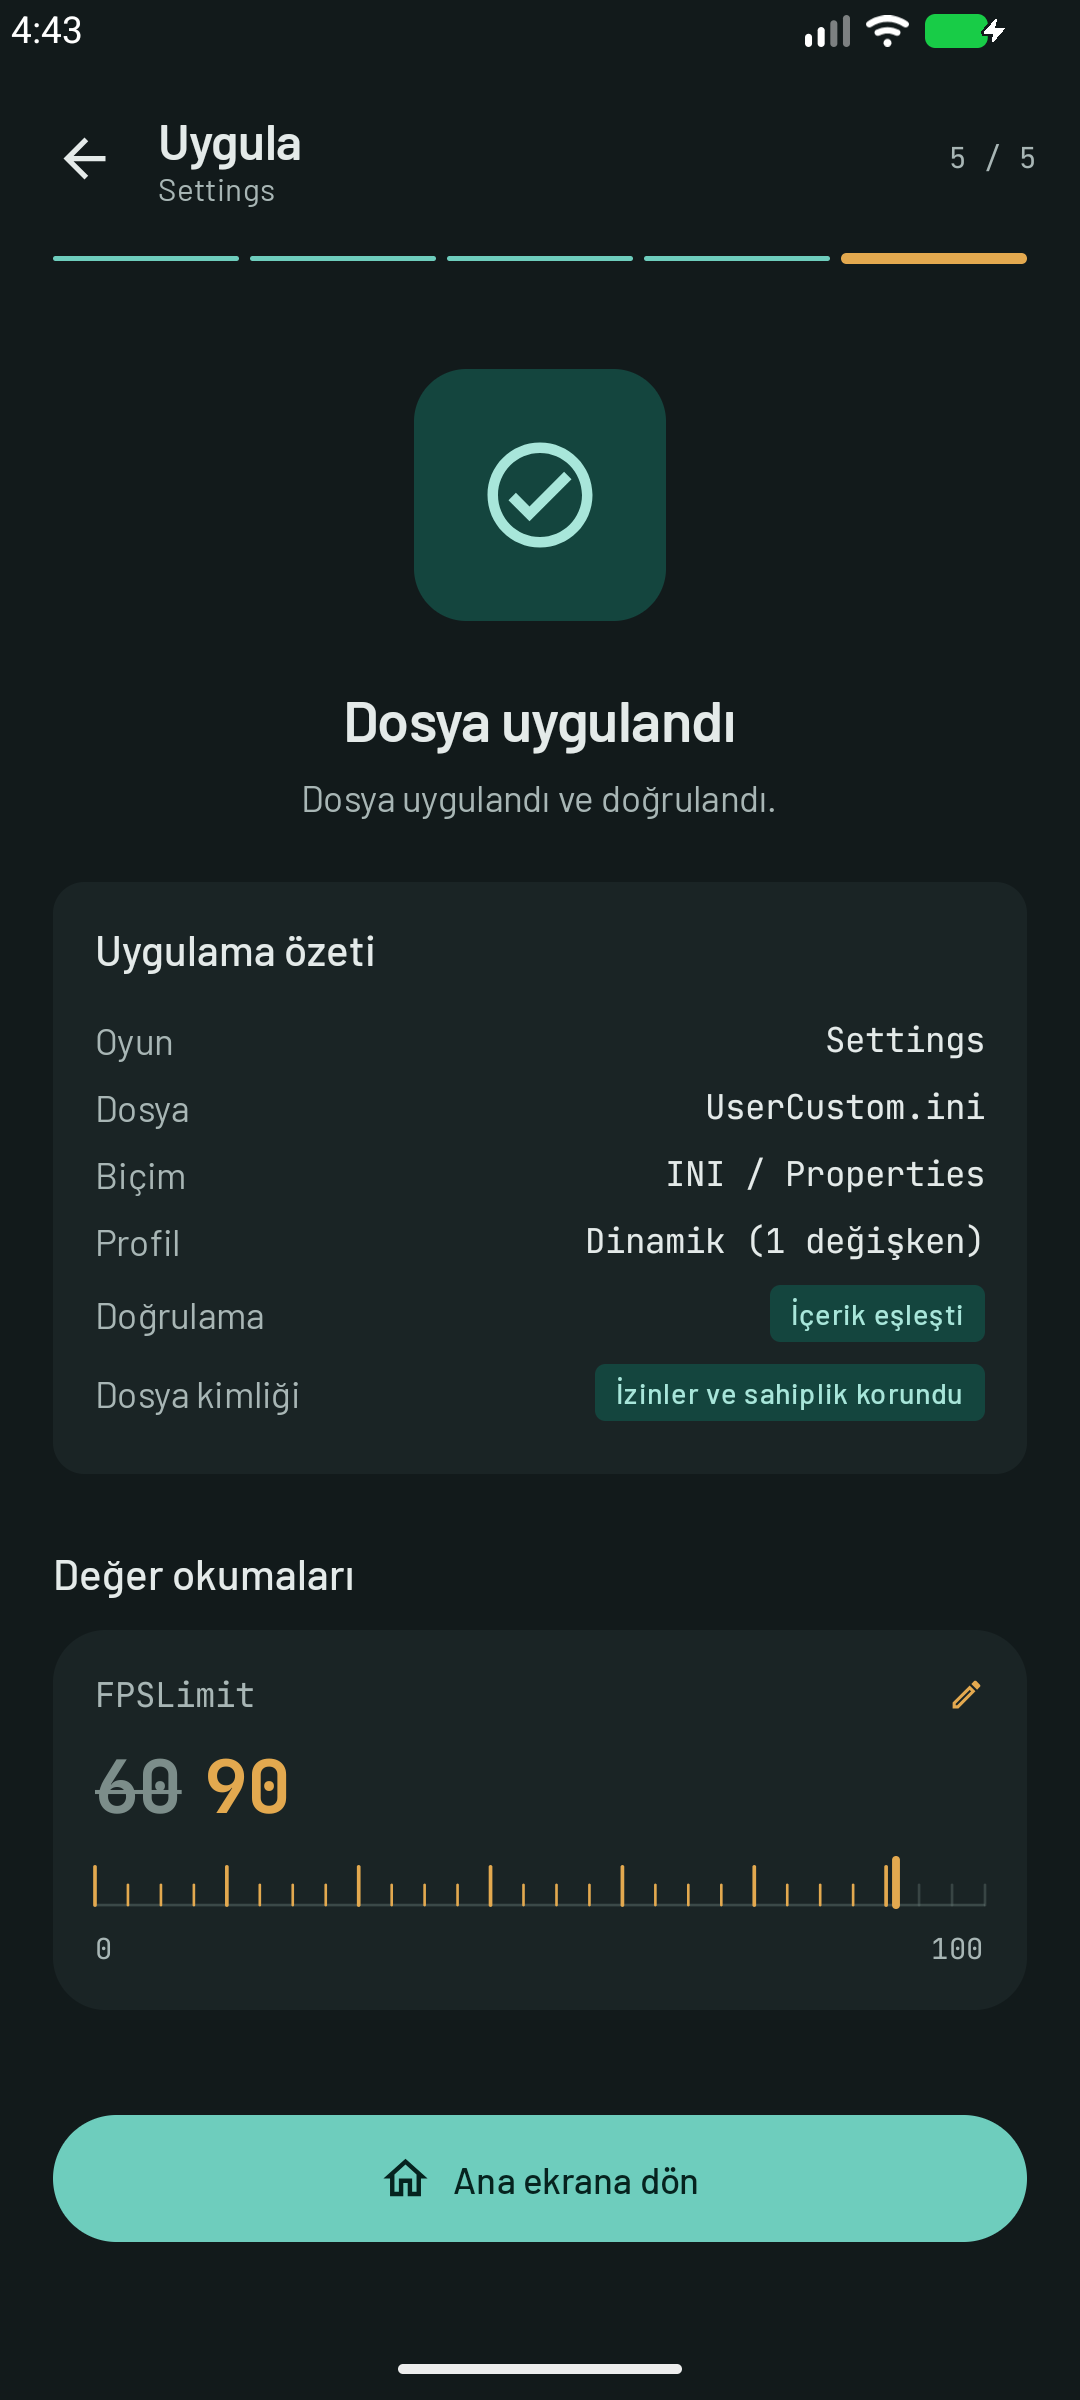 4:43
Uygula
Settings
5 / 5
Dosya uygulandı
Dosya uygulandı ve doğrulandı.
Uygulama özeti
Oyun Settings
Dosya UserCustom.ini
Biçim INI / Properties
Profil Dinamik (1 değişken)
Doğrulama İçerik eşleşti
Dosya kimliği İzinler ve sahiplik korundu
Değer okumaları
FPSLimit
60 90
0 100
Ana ekrana dön